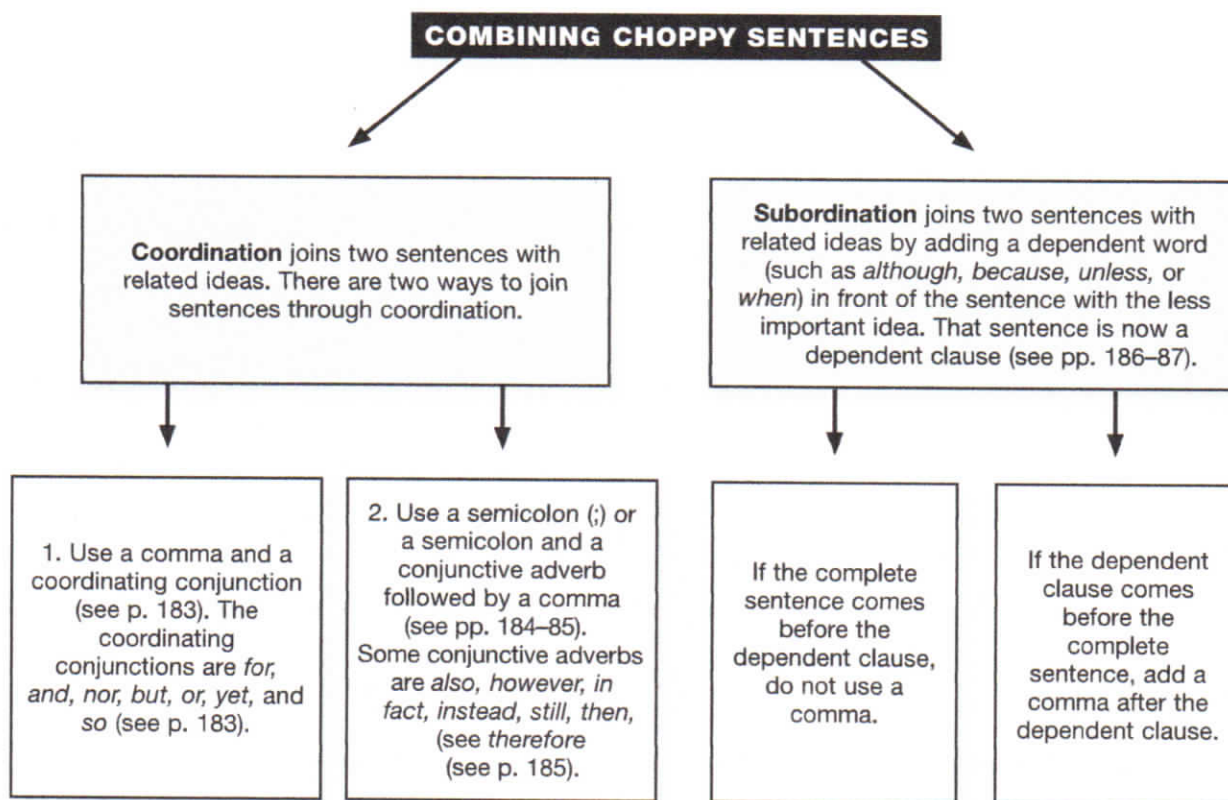 COMBINING CHOPPY SENTENCES
Coordination joins two sentences with
related ideas. There are two ways to join
sentences through coordination.
Subordination joins two sentences with
related ideas by adding a dependent word
(such as although, because, unless, or
when) in front of the sentence with the less
important idea. That sentence is now a
dependent clause (see pp. 186–87).
1. Use a comma and a
coordinating conjunction
(see p. 183). The
coordinating
conjunctions are for,
and, nor, but, or, yet, and
so (see p. 183).
2. Use a semicolon (;) or
a semicolon and a
conjunctive adverb
followed by a comma
(see pp. 184–85).
Some conjunctive adverbs
are also, however, in
fact, instead, still, then,
(see therefore
(see p. 185).
If the complete
sentence comes
before the
dependent clause,
do not use a
comma.
If the dependent
clause comes
before the
complete
sentence, add a
comma after the
dependent clause.